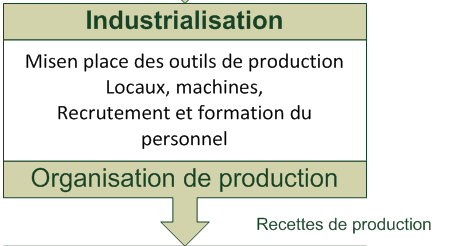 Industrialisation
Misen place des outils de production
Locaux, machines,
Recrutement et formation du
personnel
Organisation de production
Recettes de production